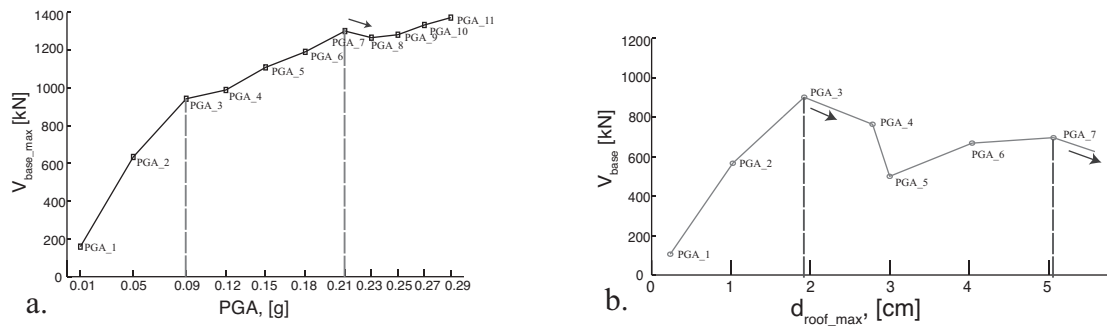 1400
1200
1000
800
600
400
200
0
V_base_max [kN]
PGA_1
PGA_2
PGA_3
PGA_4
PGA_5
PGA_6
PGA_7
PGA_8
PGA_9
PGA_10
PGA_11
0.01 0.05 0.09 0.12 0.15 0.18 0.21 0.23 0.25 0.27 0.29
PGA, [g]
a.
1200
1000
800
600
400
200
0
V_base [kN]
PGA_1
PGA_2
PGA_3
PGA_4
PGA_5
PGA_6
PGA_7
0 1 2 3 4 5
d_roof_max, [cm]
b.